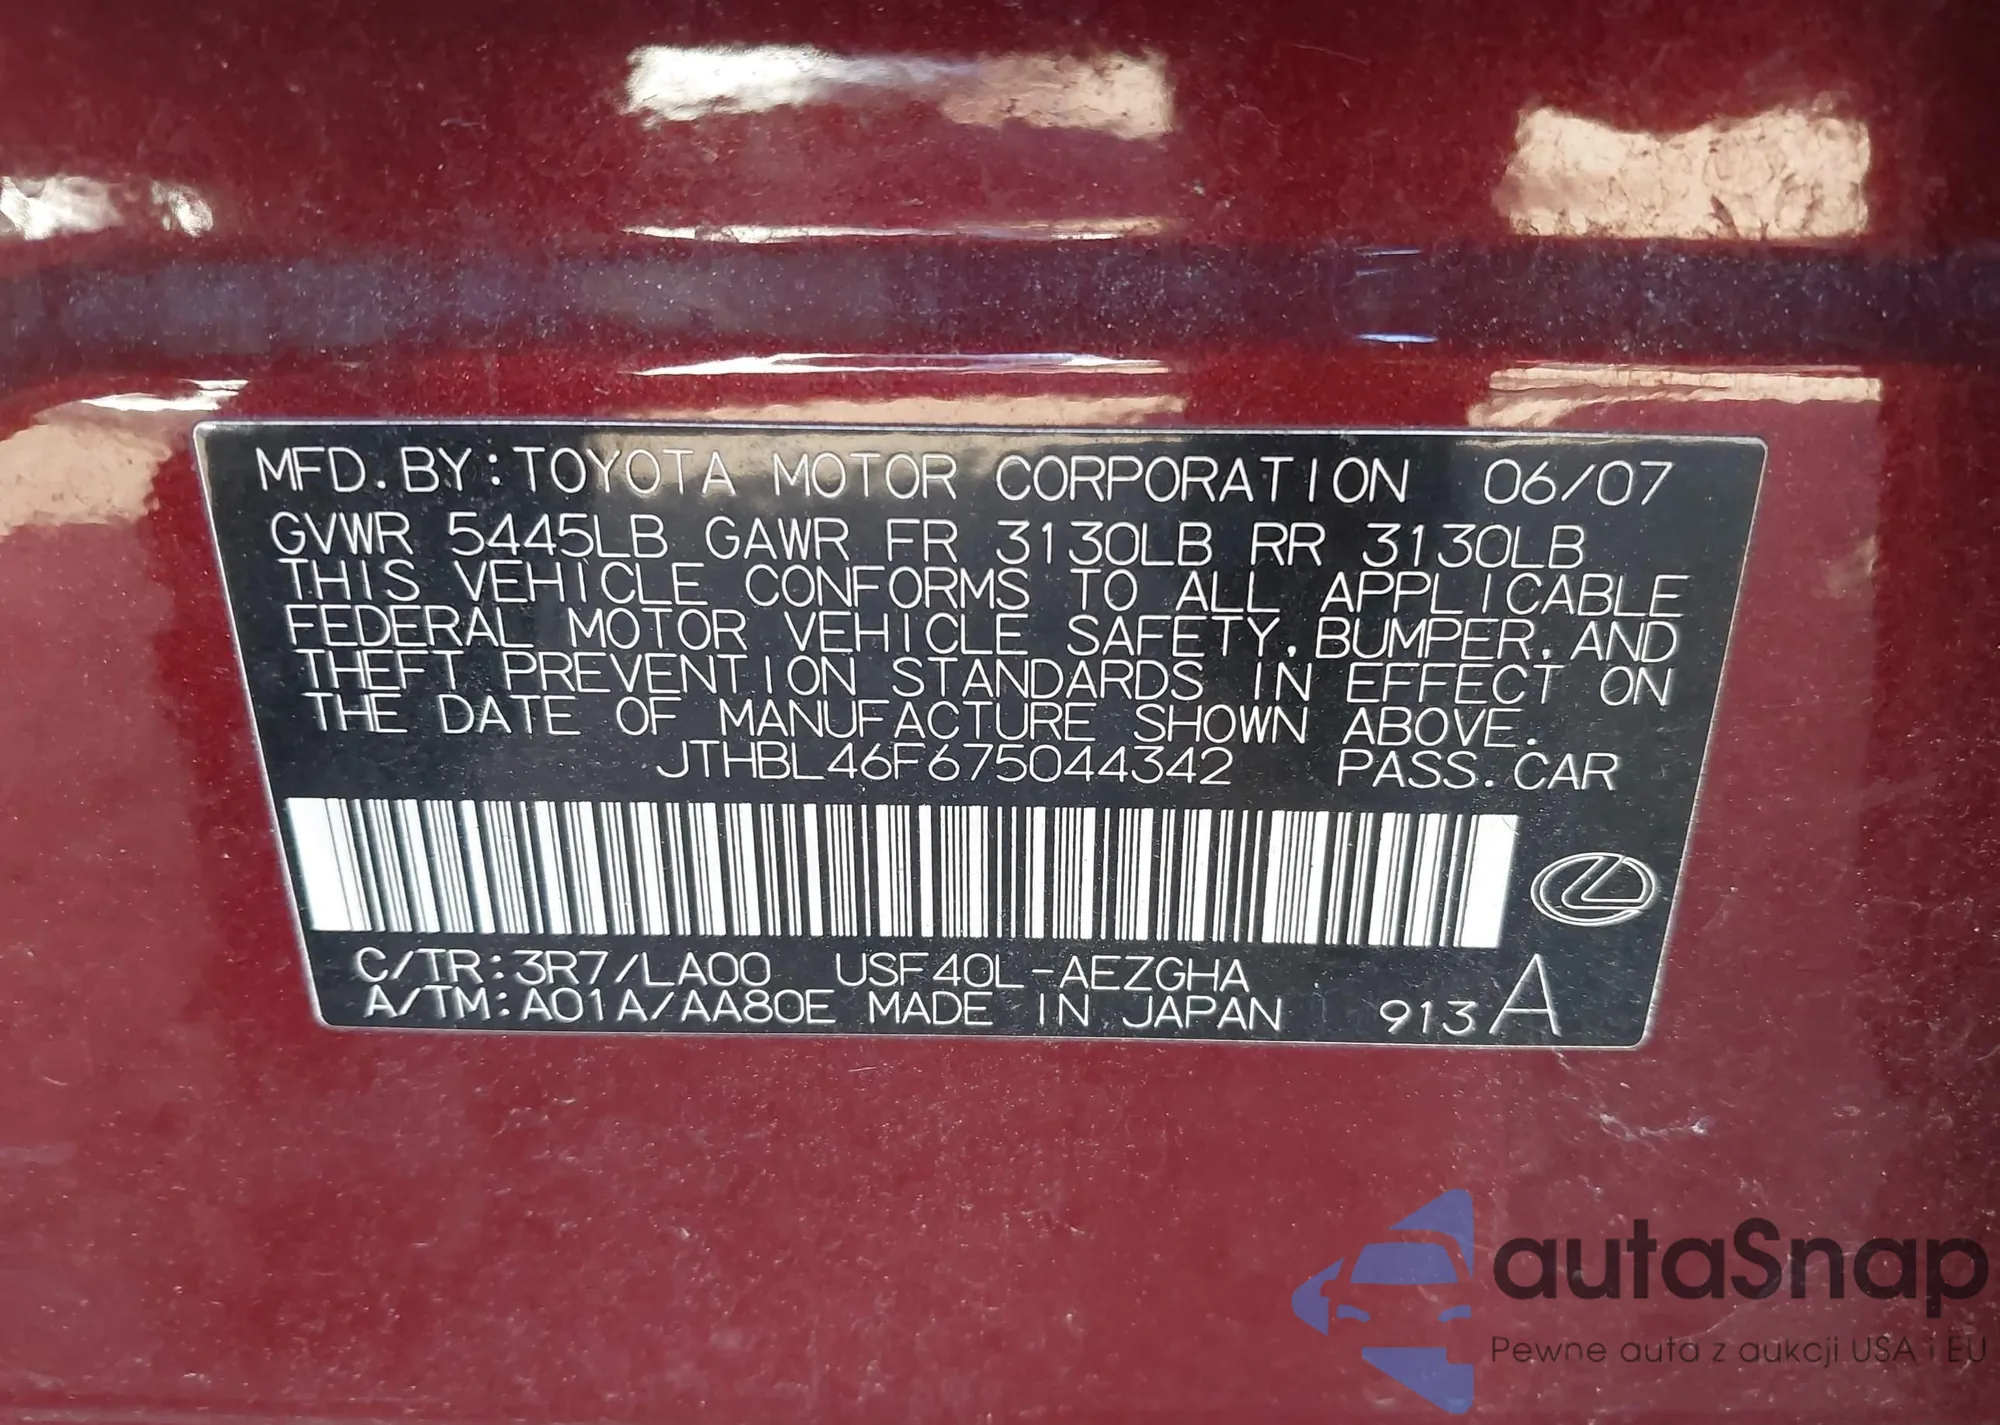 MFD.BY:TOYOTA MOTOR CORPORATION 06/07
GVWR 5445LB GAWR FR 3130LB RR 3130LB
THIS VEHICLE CONFORMS TO ALL APPLICABLE
FEDERAL MOTOR VEHICLE SAFETY,BUMPER,AND
THEFT PREVENTION STANDARDS IN EFFECT ON
THE DATE OF MANUFACTURE SHOWN ABOVE.
JTHBL46F675044342 PASS.CAR
C/TR:3R7/LA00 USF40L-AEZGHA
A/TM:A01A/AA80E MADE IN JAPAN 913A
autaSnap
Pewne auta z aukcji USA i EU